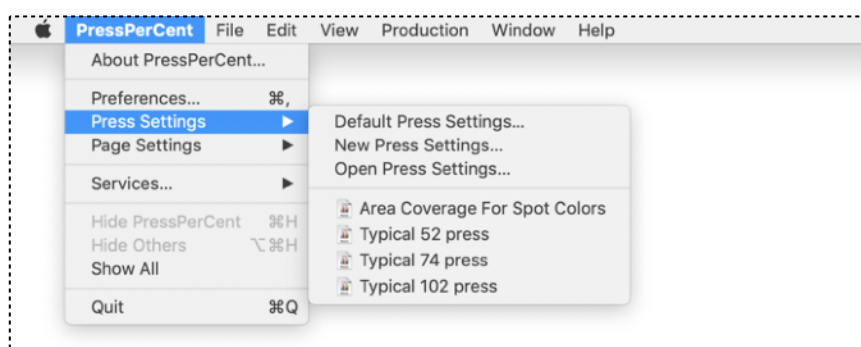 PressPerCent File Edit View Production Window Help
About PressPerCent...
Preferences... ⌘,
Press Settings ▶
Page Settings ▶
Services... ▶
Hide PressPerCent ⌘H
Hide Others ⌥⌘H
Show All
Quit ⌘Q
Default Press Settings...
New Press Settings...
Open Press Settings...
Area Coverage For Spot Colors
Typical 52 press
Typical 74 press
Typical 102 press